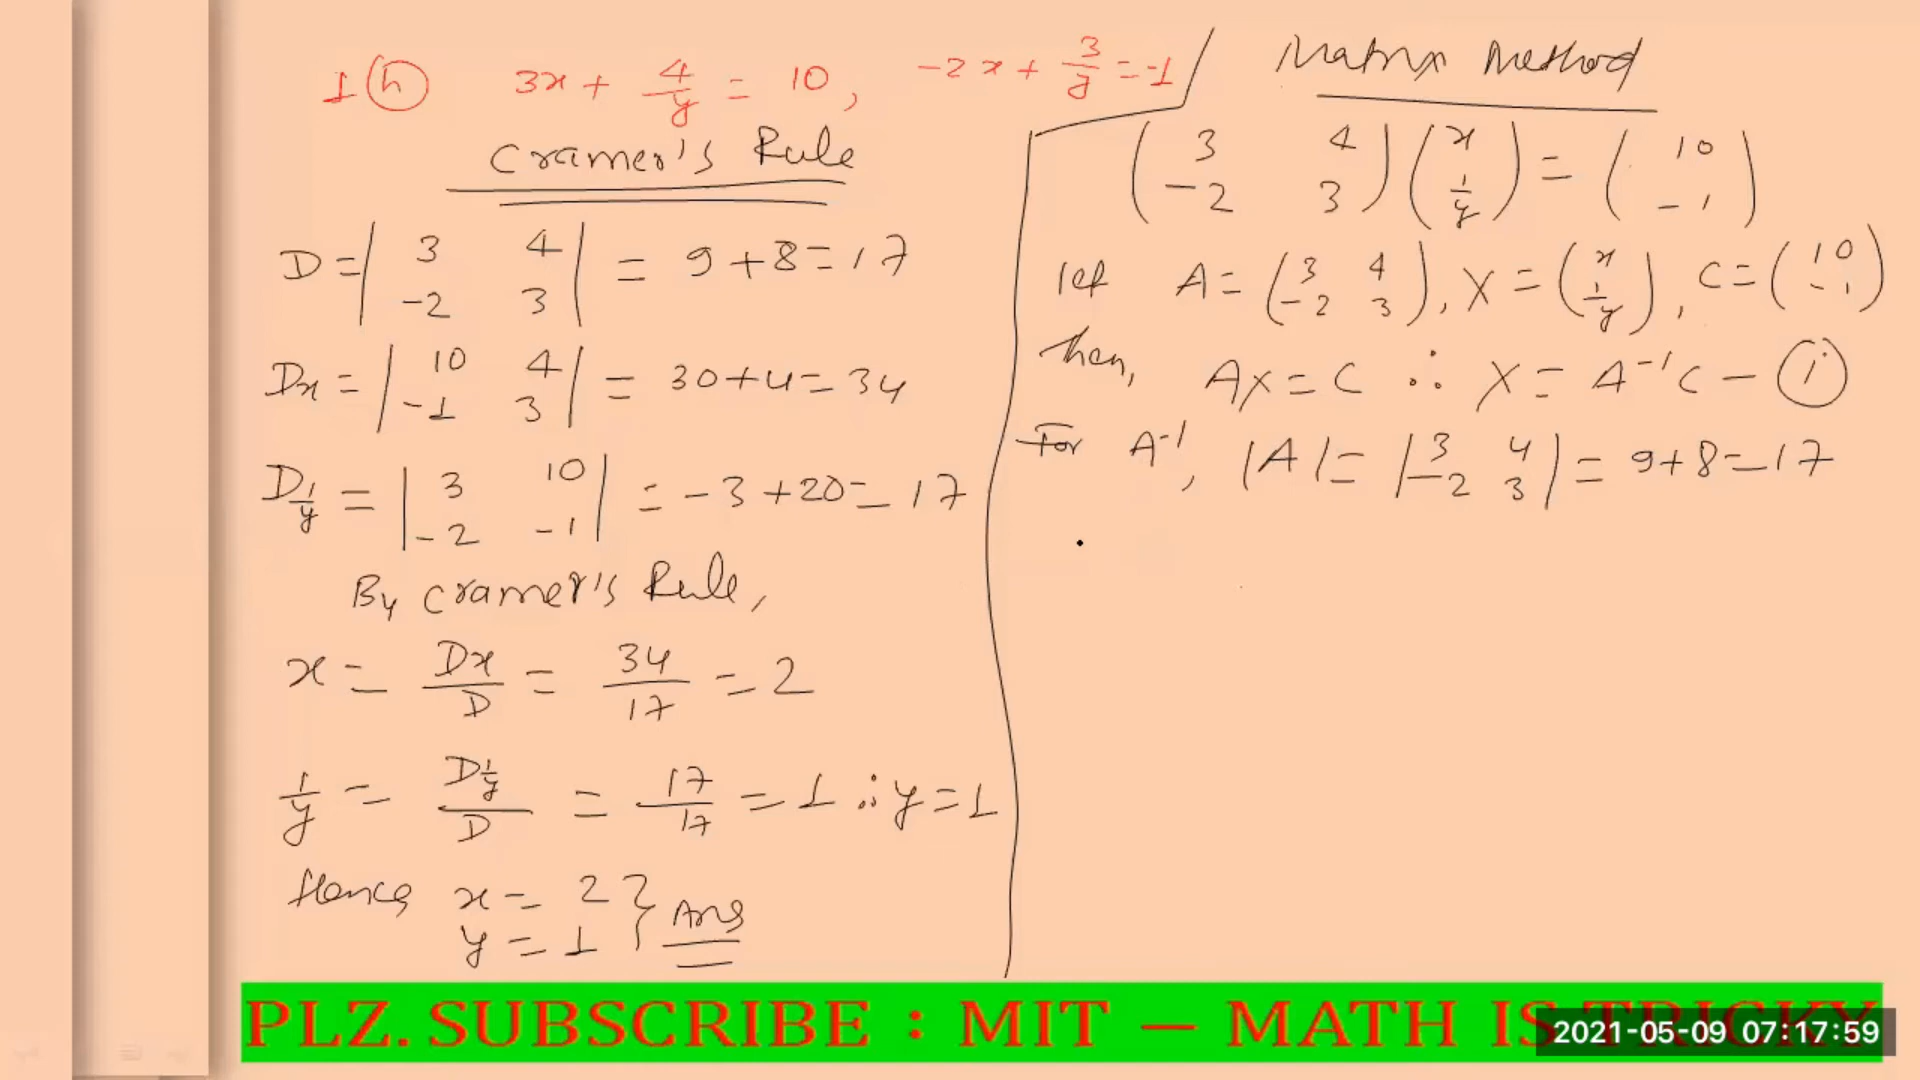 1 (h) 3x + 4/y = 10, -2x + 3/y = -1
Cramer's Rule
D = | 3 4 | = 9 + 8 = 17
| -2 3 |
Dx = | 10 4 | = 30 + 4 = 34
| -1 3 |
D1/y = | 3 10 | = -3 + 20 = 17
| -2 -1 |
By Cramer's Rule,
x = Dx/D = 34/17 = 2
1/y = D1/y/D = 17/17 = 1 ∴ y = 1
Hence x = 2 } Ans
y = 1
Matrix Method
( 3 4 ) ( x ) = ( 10 )
( -2 3 ) ( 1/y ) ( -1 )
let A = ( 3 4 ), X = ( x ), C = ( 10 )
( -2 3 ) ( 1/y ) ( -1 )
then, AX = C ∴ X = A⁻¹C - (i)
For A⁻¹, |A| = | 3 4 | = 9 + 8 = 17
| -2 3 |
PLZ. SUBSCRIBE : MIT – MATH IS TRICKY
2021-05-09 07:17:59